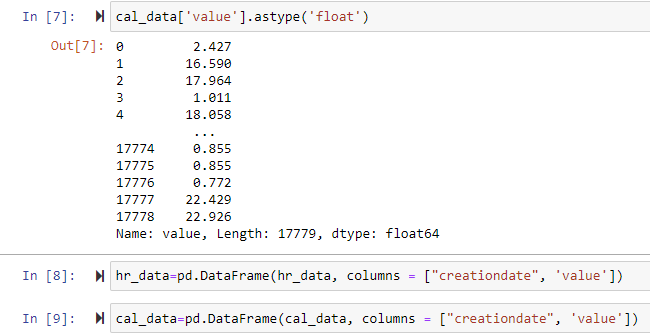 In [7]: cal_data['value'].astype('float')
Out[7]: 0 2.427
1 16.590
2 17.964
3 1.011
4 18.058
...
17774 0.855
17775 0.855
17776 0.772
17777 22.429
17778 22.926
Name: value, Length: 17779, dtype: float64
In [8]: hr_data=pd.DataFrame(hr_data, columns = ["creationdate", 'value'])
In [9]: cal_data=pd.DataFrame(cal_data, columns = ["creationdate", 'value'])